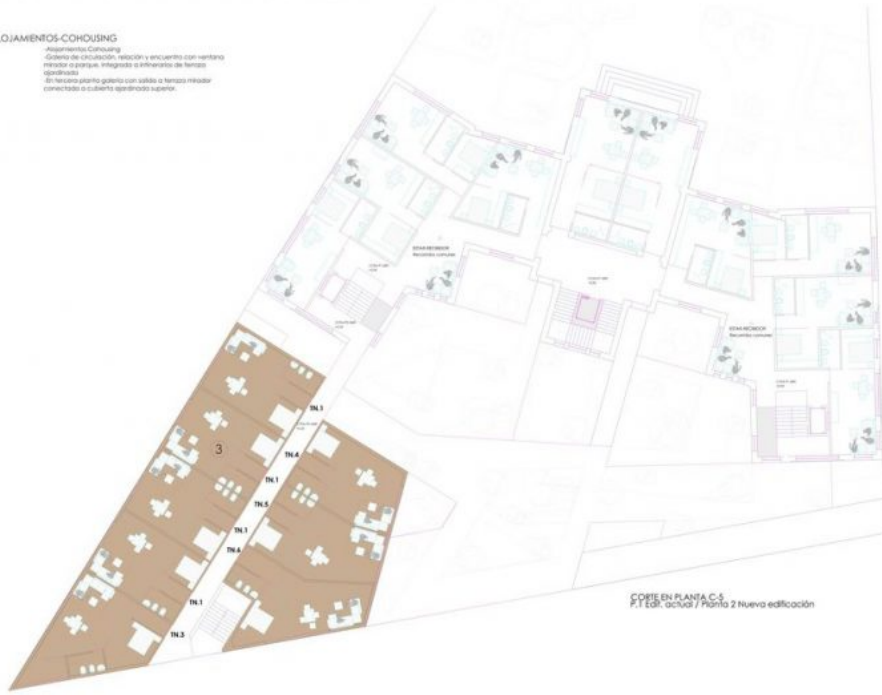 OJAMIENTOS-COHOUSING
-Alojamientos Cohousing
-Galería de circulación, relación y encuentro con ventana
mirador a parque, integrada a itinerarios de terraza
ajardinada
-En tercera planta galería con salida a terraza mirador
conectada a cubierta ajardinada superior.
ESTAR-RECIBIDOR
Recorridos comunes
ESTAR-RECIBIDOR
Recorridos comunes
TN.1
3
TN.4
TN.1
TN.5
TN.1
TN.6
TN.1
TN.3
CORTE EN PLANTA C-5
P.1 Edif. actual / Planta 2 Nueva edificación